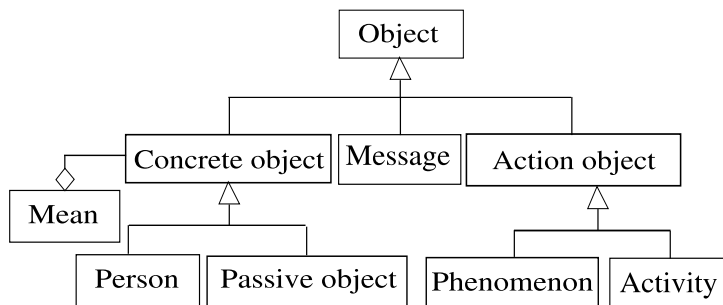 Object
Concrete object
Message
Action object
Mean
Person
Passive object
Phenomenon
Activity